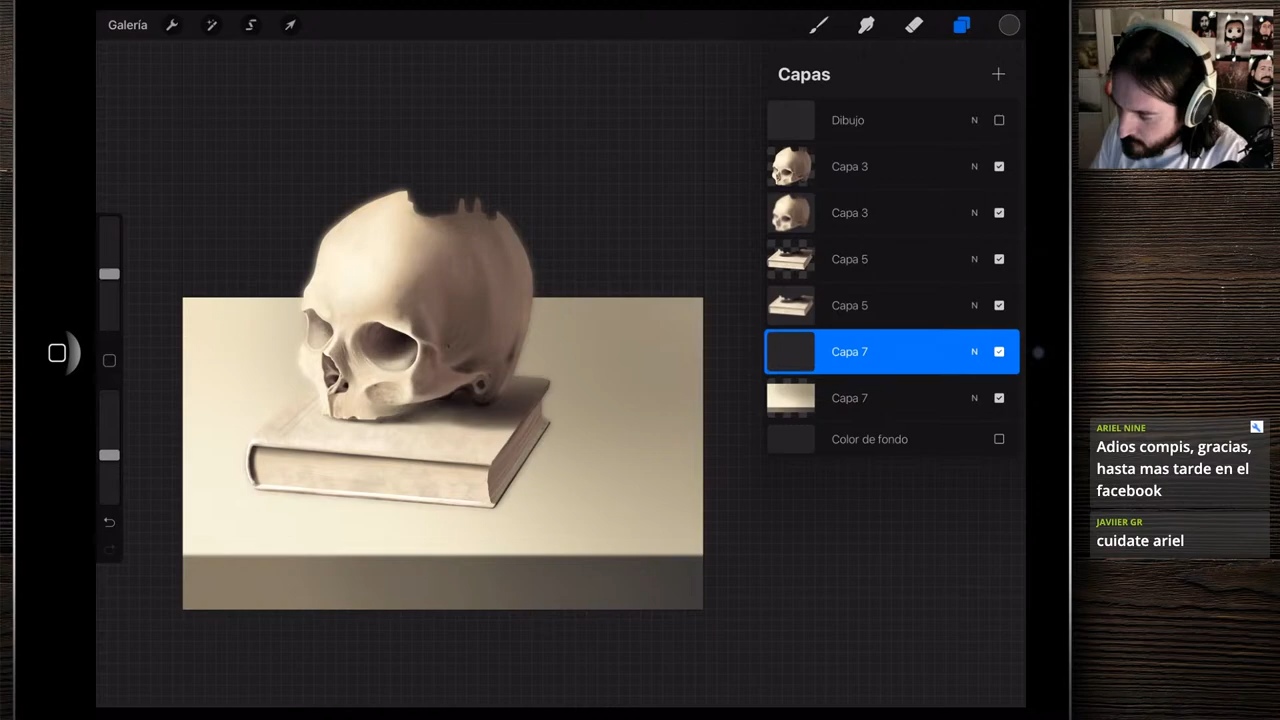 Galería
Capas
Dibujo N
Capa 3 N
Capa 3 N
Capa 5 N
Capa 5 N
Capa 7 N
Capa 7 N
Color de fondo
ARIEL NINE
Adios compis, gracias,
hasta mas tarde en el
facebook
JAVIIER GR
cuidate ariel